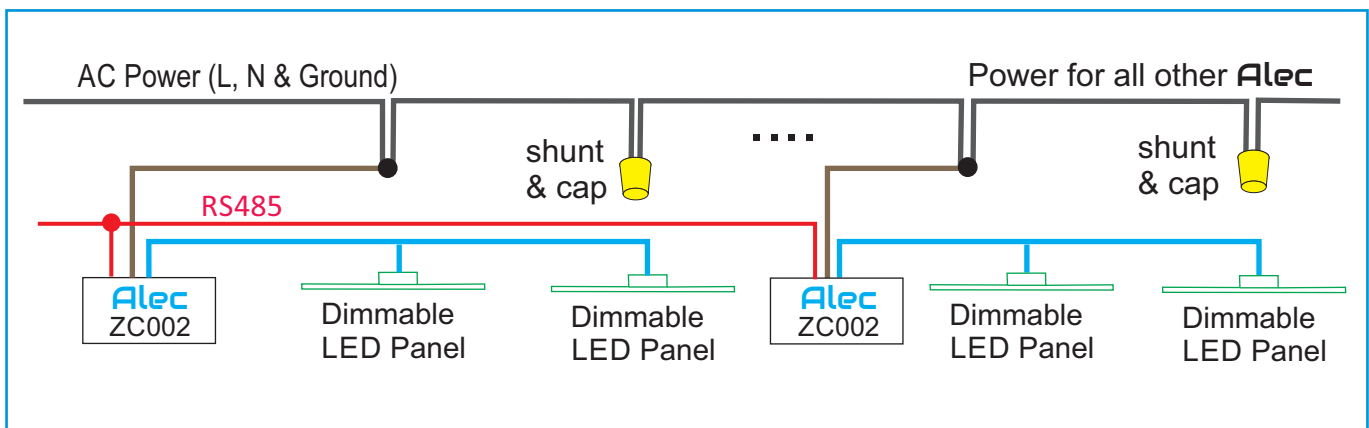 AC Power (L, N & Ground)
Power for all other Alec
shunt
& cap
....
shunt
& cap
RS485
Alec
ZC002
Dimmable
LED Panel
Dimmable
LED Panel
Alec
ZC002
Dimmable
LED Panel
Dimmable
LED Panel